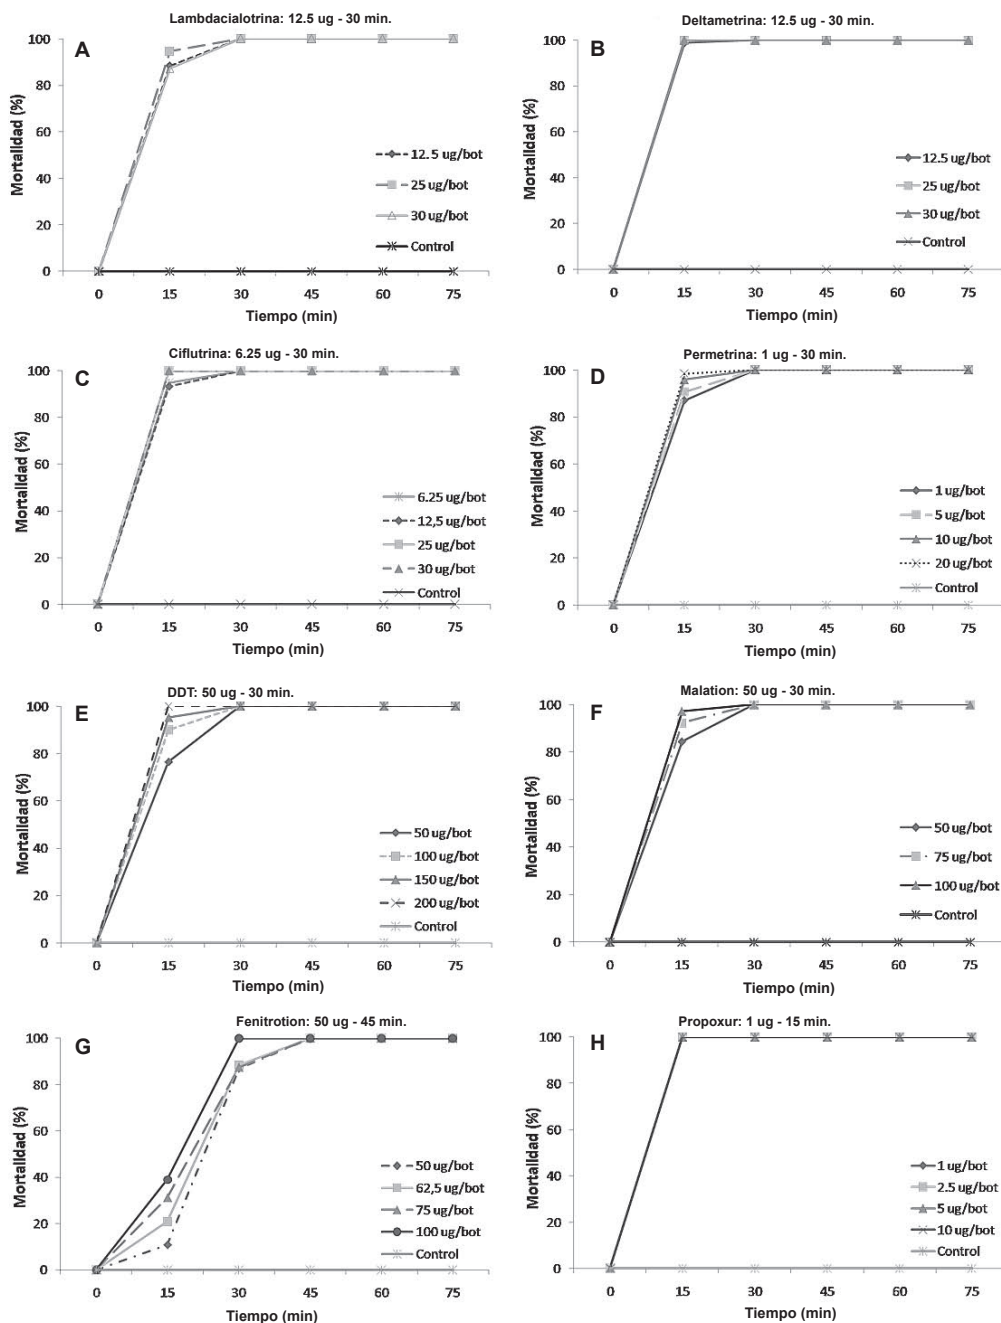 Lambdacialotrina: 12.5 ug - 30 min.
A
Mortalidad (%)
100
80
60
40
20
0
12.5 ug/bot
25 ug/bot
30 ug/bot
Control
0 15 30 45 60 75
Tiempo (min)
Deltametrina: 12.5 ug - 30 min.
B
Mortalidad (%)
100
80
60
40
20
0
12.5 ug/bot
25 ug/bot
30 ug/bot
Control
0 15 30 45 60 75
Tiempo (min)
Ciflutrina: 6.25 ug - 30 min.
C
Mortalidad (%)
100
80
60
40
20
0
6.25 ug/bot
12,5 ug/bot
25 ug/bot
30 ug/bot
Control
0 15 30 45 60 75
Tiempo (min)
Permetrina: 1 ug - 30 min.
D
Mortalidad (%)
100
80
60
40
20
0
1 ug/bot
5 ug/bot
10 ug/bot
20 ug/bot
Control
0 15 30 45 60 75
Tiempo (min)
DDT: 50 ug - 30 min.
E
Mortalidad (%)
100
80
60
40
20
0
50 ug/bot
100 ug/bot
150 ug/bot
200 ug/bot
Control
0 15 30 45 60 75
Tiempo (min)
Malation: 50 ug - 30 min.
F
Mortalidad (%)
100
80
60
40
20
0
50 ug/bot
75 ug/bot
100 ug/bot
Control
0 15 30 45 60 75
Tiempo (min)
Fenitrotion: 50 ug - 45 min.
G
Mortalidad (%)
100
80
60
40
20
0
50 ug/bot
62,5 ug/bot
75 ug/bot
100 ug/bot
Control
0 15 30 45 60 75
Tiempo (min)
Propoxur: 1 ug - 15 min.
H
Mortalidad (%)
100
80
60
40
20
0
1 ug/bot
2.5 ug/bot
5 ug/bot
10 ug/bot
Control
0 15 30 45 60 75
Tiempo (min)